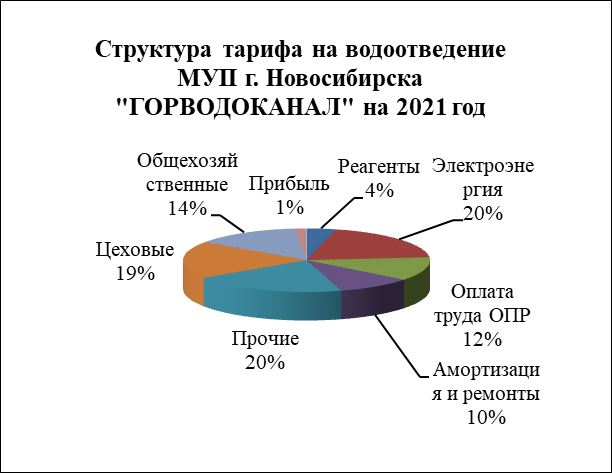 Структура тарифа на водоотведение
МУП г. Новосибирска
"ГОРВОДОКАНАЛ" на 2021 год
Общехозяй
ственные
14%
Прибыль
1%
Реагенты
4%
Электроэне
ргия
20%
Цеховые
19%
Оплата
труда ОПР
12%
Прочие
20%
Амортизаци
я и ремонты
10%